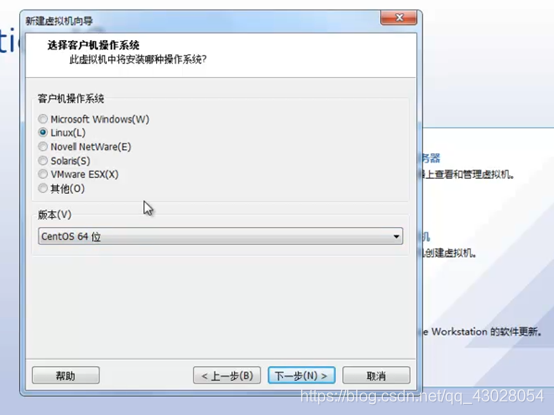 新建虚拟机向导
选择客户机操作系统
此虚拟机中将安装哪种操作系统?
客户机操作系统
Microsoft Windows(W)
Linux(L)
Novell NetWare(E)
Solaris(S)
VMware ESX(X)
其他(O)
版本(V)
CentOS 64 位
帮助
< 上一步(B)
下一步(N) >
取消
务器
上查看和管理虚拟机。
机
创建虚拟机。
e Workstation 的软件更新。
https://blog.csdn.net/qq_43028054